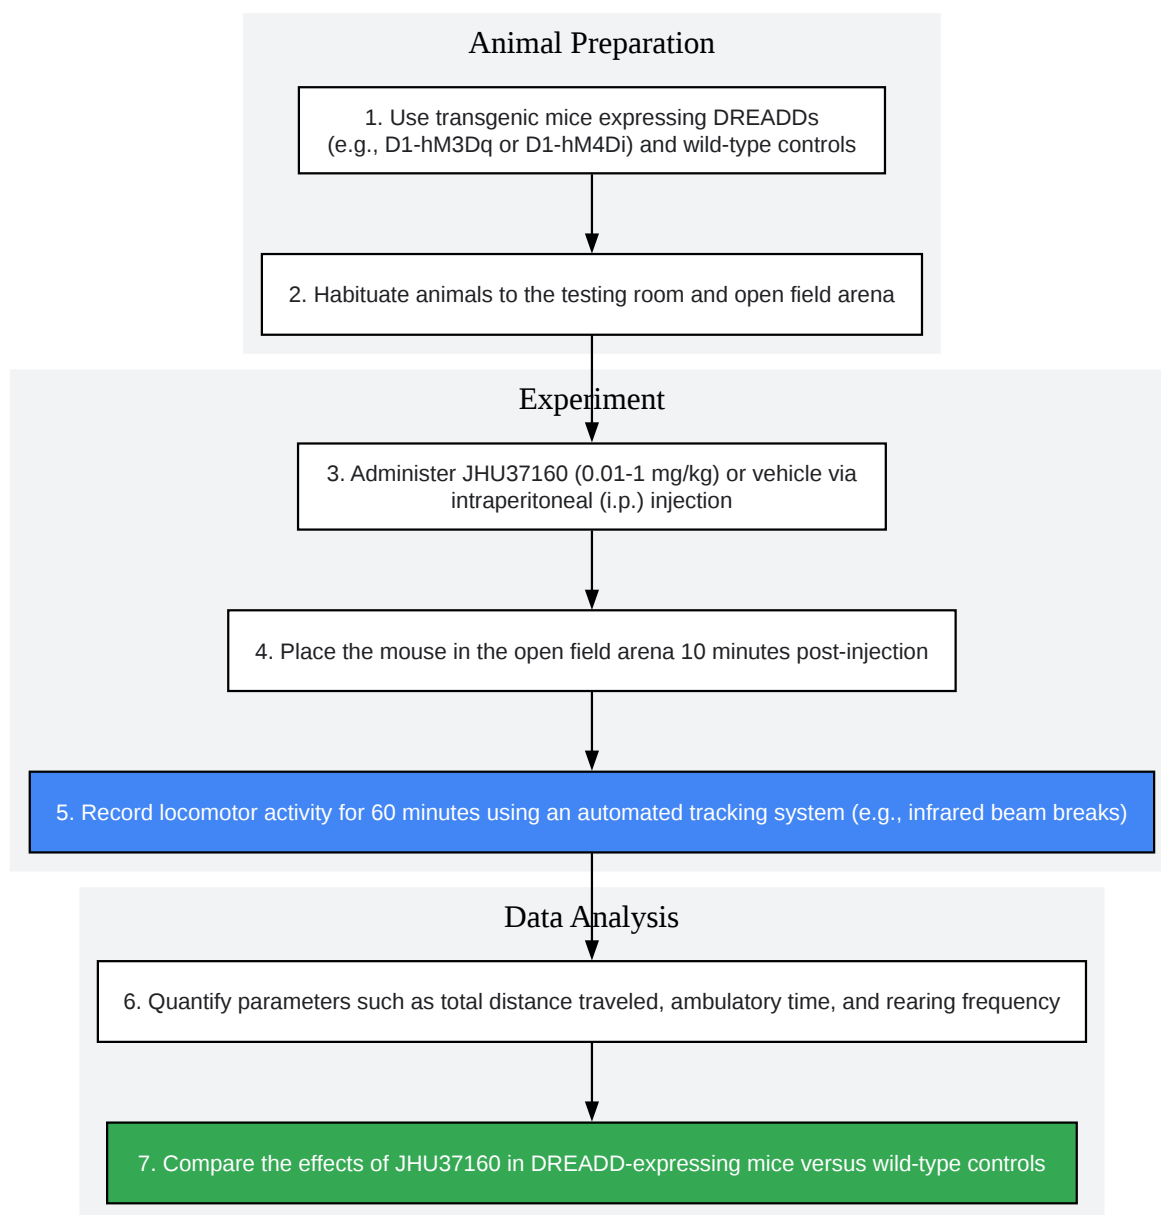 Animal Preparation
1. Use transgenic mice expressing DREADDs
(e.g., D1-hM3Dq or D1-hM4Di) and wild-type controls
2. Habituate animals to the testing room and open field arena
Experiment
3. Administer JHU37160 (0.01-1 mg/kg) or vehicle via
intraperitoneal (i.p.) injection
4. Place the mouse in the open field arena 10 minutes post-injection
5. Record locomotor activity for 60 minutes using an automated tracking system (e.g., infrared beam breaks)
Data Analysis
6. Quantify parameters such as total distance traveled, ambulatory time, and rearing frequency
7. Compare the effects of JHU37160 in DREADD-expressing mice versus wild-type controls